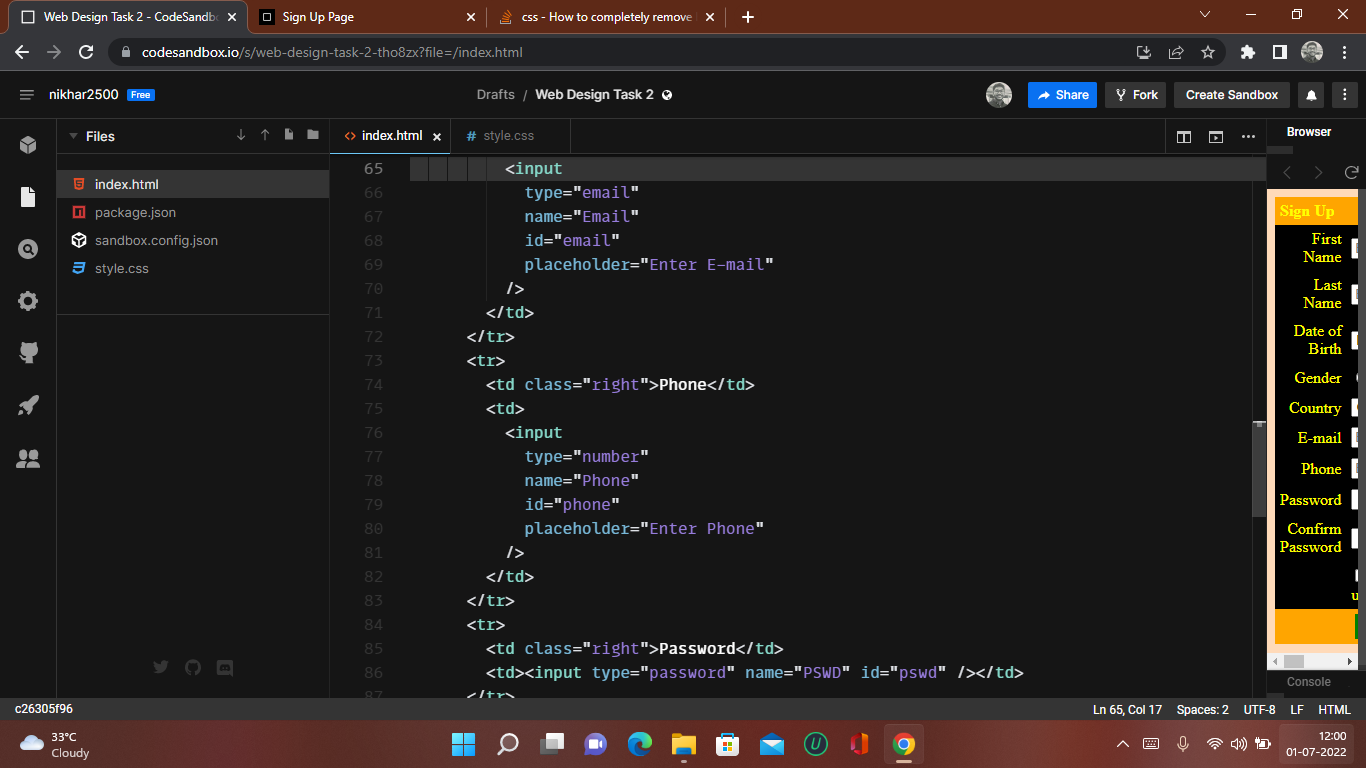 Web Design Task 2 - CodeSandbo
Sign Up Page
css - How to completely remove
codesandbox.io/s/web-design-task-2-tho8zx?file=/index.html
nikhar2500 Free
Drafts / Web Design Task 2
Share
Fork
Create Sandbox
Files
index.html
package.json
sandbox.config.json
style.css
index.html
# style.css
65 <input
66 type="email"
67 name="Email"
68 id="email"
69 placeholder="Enter E-mail"
70 />
71 </td>
72 </tr>
73 <tr>
74 <td class="right">Phone</td>
75 <td>
76 <input
77 type="number"
78 name="Phone"
79 id="phone"
80 placeholder="Enter Phone"
81 />
82 </td>
83 </tr>
84 <tr>
85 <td class="right">Password</td>
86 <td><input type="password" name="PSWD" id="pswd" /></td>
87 </tr>
Browser
Sign Up
First
Name
Last
Name
Date of
Birth
Gender
Country
E-mail
Phone
Password
Confirm
Password
u
Console
c26305f96
Ln 65, Col 17 Spaces: 2 UTF-8 LF HTML
33°C
Cloudy
12:00
01-07-2022